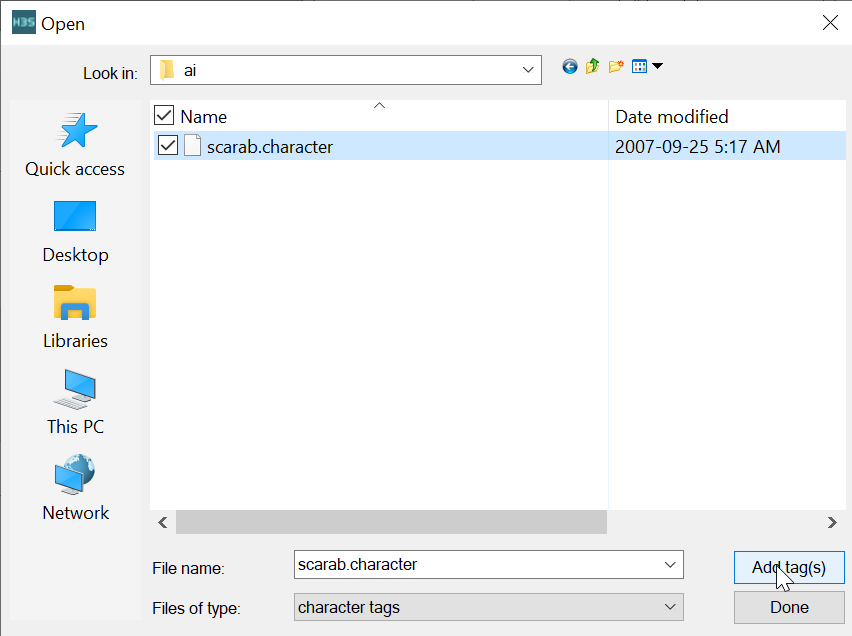 H3S Open
Look in: ai
Name Date modified
scarab.character 2007-09-25 5:17 AM
Quick access
Desktop
Libraries
This PC
Network
File name: scarab.character Add tag(s)
Files of type: character tags Done